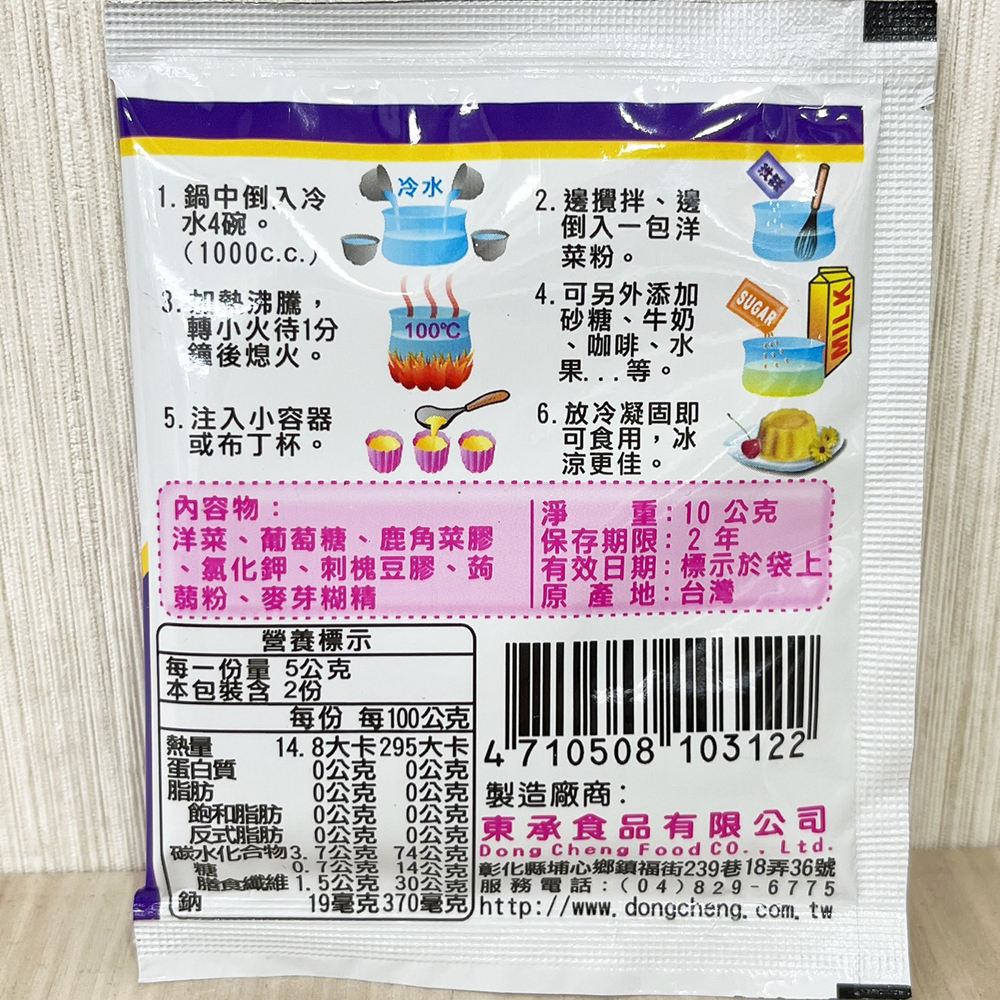 1. 鍋中倒入冷
水4碗。
(1000c.c.)
冷水
2. 邊攪拌、邊
倒入一包洋
菜粉。
3. 加熱沸騰，
轉小火待1分
鐘後熄火。
100℃
4. 可另外添加
砂糖、牛奶
、咖啡、水
果...等。
SUGAR
MILK
5. 注入小容器
或布丁杯。
6. 放冷凝固即
可食用，冰
涼更佳。
內容物：
洋菜、葡萄糖、鹿角菜膠
、氯化鉀、刺槐豆膠、蒟
蒻粉、麥芽糊精
淨重：10 公克
保存期限：2 年
有效日期：標示於袋上
原產地：台灣
營養標示
每一份量 5公克
本包裝含 2份
每份 每100公克
熱量 14.8大卡 295大卡
蛋白質 0公克 0公克
脂肪 0公克 0公克
飽和脂肪 0公克 0公克
反式脂肪 0公克 0公克
碳水化合物 3.7公克 74公克
糖 0.7公克 14公克
膳食纖維 1.5公克 30公克
鈉 19毫克 370毫克
4 710508 103122
製造廠商：
東承食品有限公司
Dong Cheng Food CO., Ltd.
彰化縣埔心鄉鎮福街239巷18弄36號
服務電話：(04)829-6775
http://www.dongcheng.com.tw